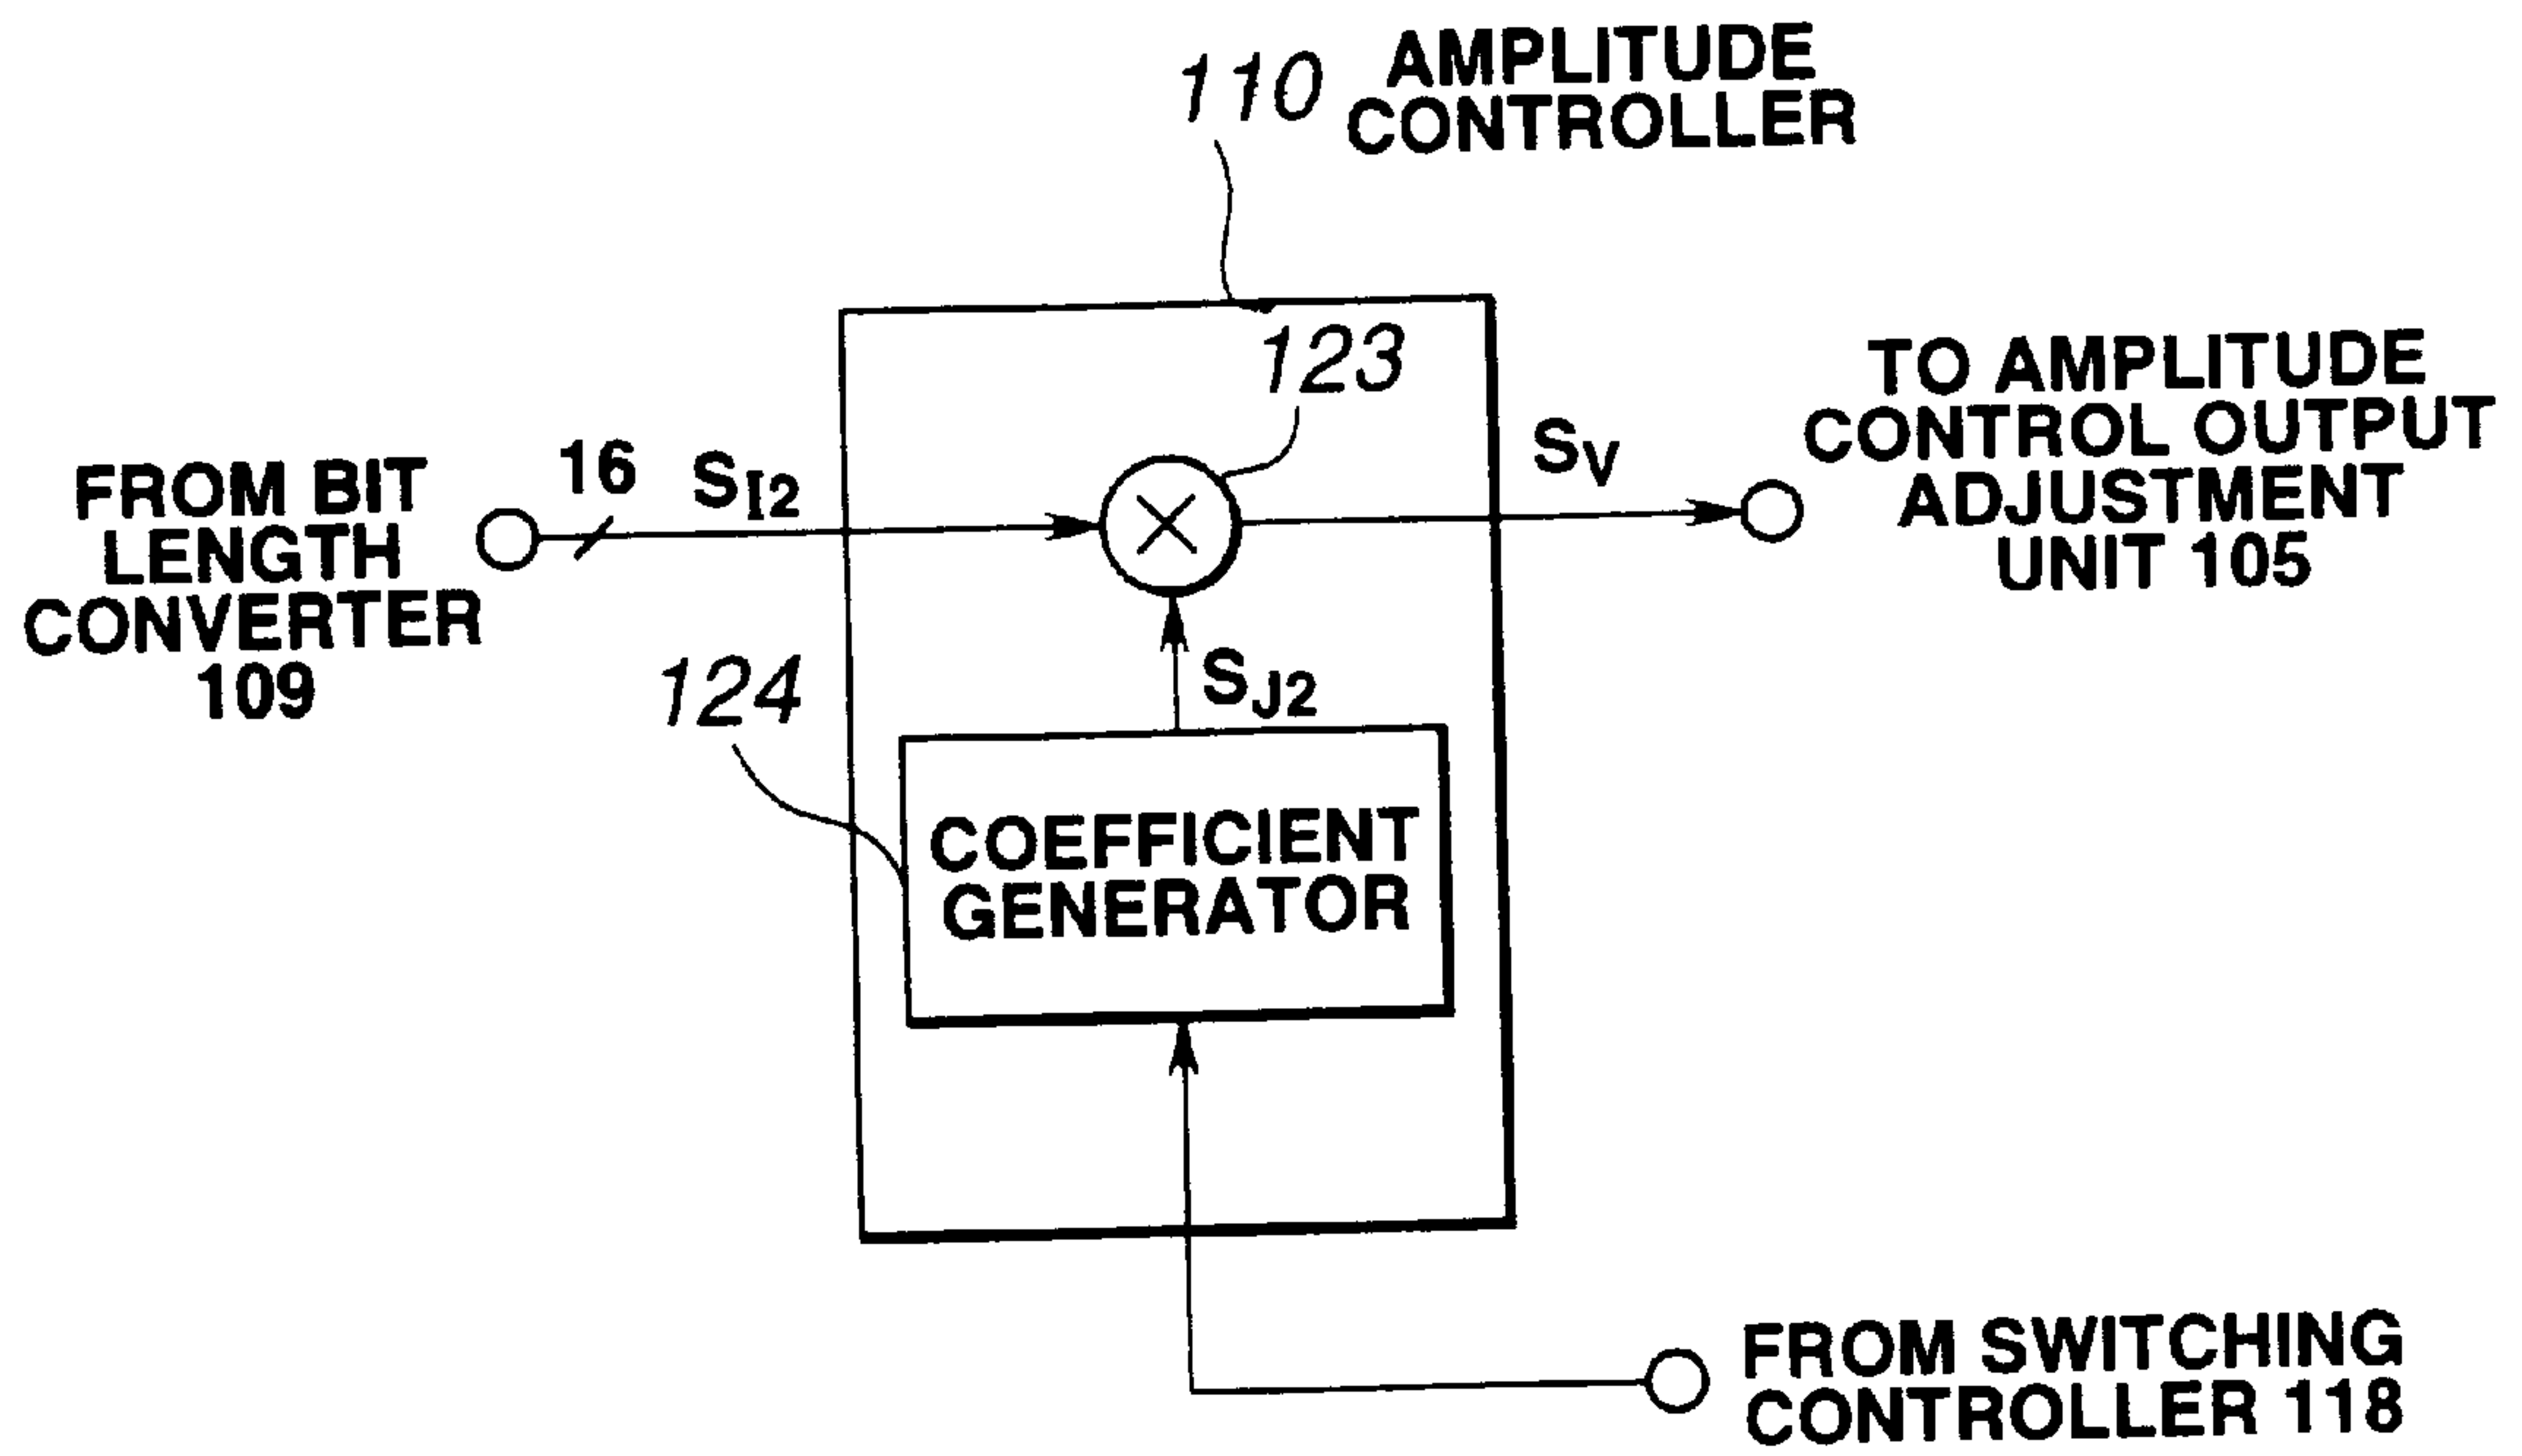 110
AMPLITUDE
CONTROLLER
123
TO AMPLITUDE
CONTROL OUTPUT
ADJUSTMENT
UNIT 105
FROM BIT
LENGTH
CONVERTER
109
16
SI2
SV
124
SJ2
COEFFICIENT
GENERATOR
FROM SWITCHING
CONTROLLER 118